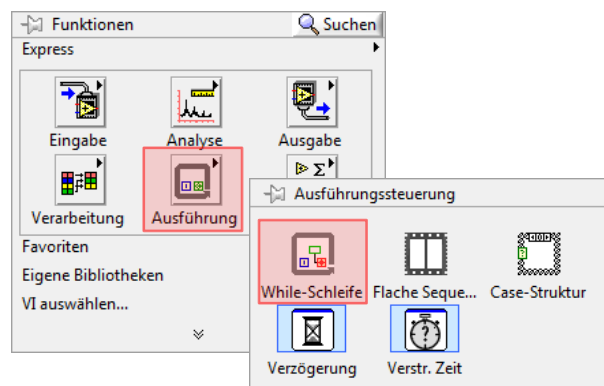 Funktionen
Suchen
Express
Eingabe
Analyse
Ausgabe
Verarbeitung
Ausführung
Favoriten
Eigene Bibliotheken
VI auswählen...
Ausführungssteuerung
While-Schleife
Flache Seque...
Case-Struktur
Verzögerung
Verstr. Zeit